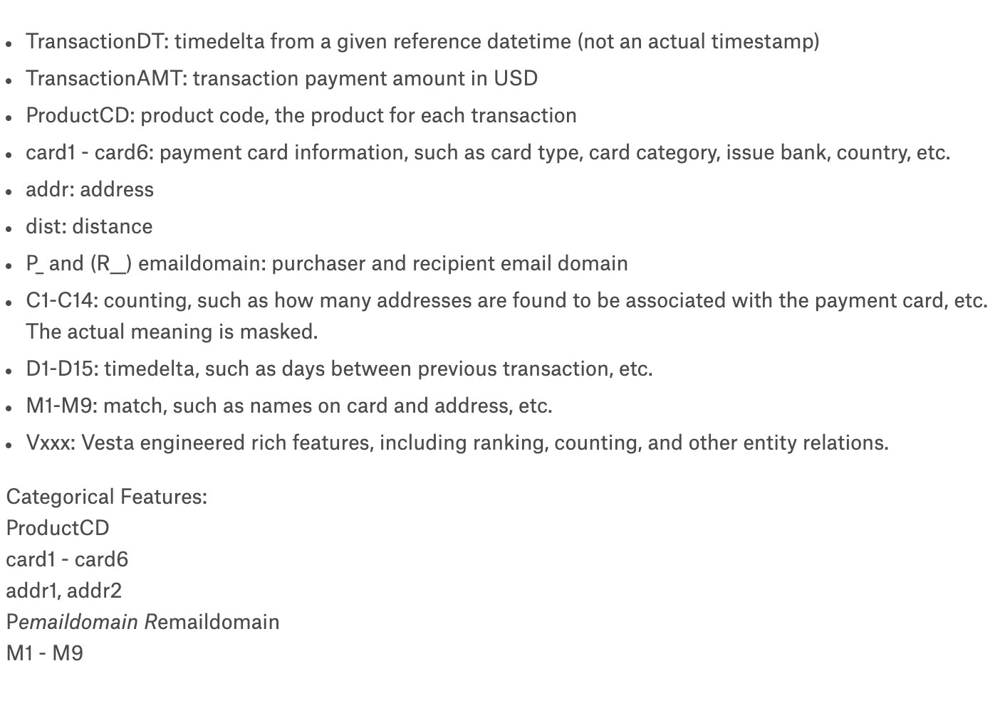 • TransactionDT: timedelta from a given reference datetime (not an actual timestamp)
• TransactionAMT: transaction payment amount in USD
• ProductCD: product code, the product for each transaction
• card1 - card6: payment card information, such as card type, card category, issue bank, country, etc.
• addr: address
• dist: distance
• P_ and (R__) emaildomain: purchaser and recipient email domain
• C1-C14: counting, such as how many addresses are found to be associated with the payment card, etc.
The actual meaning is masked.
• D1-D15: timedelta, such as days between previous transaction, etc.
• M1-M9: match, such as names on card and address, etc.
• Vxxx: Vesta engineered rich features, including ranking, counting, and other entity relations.
Categorical Features:
ProductCD
card1 - card6
addr1, addr2
Pemaildomain Remaildomain
M1 - M9